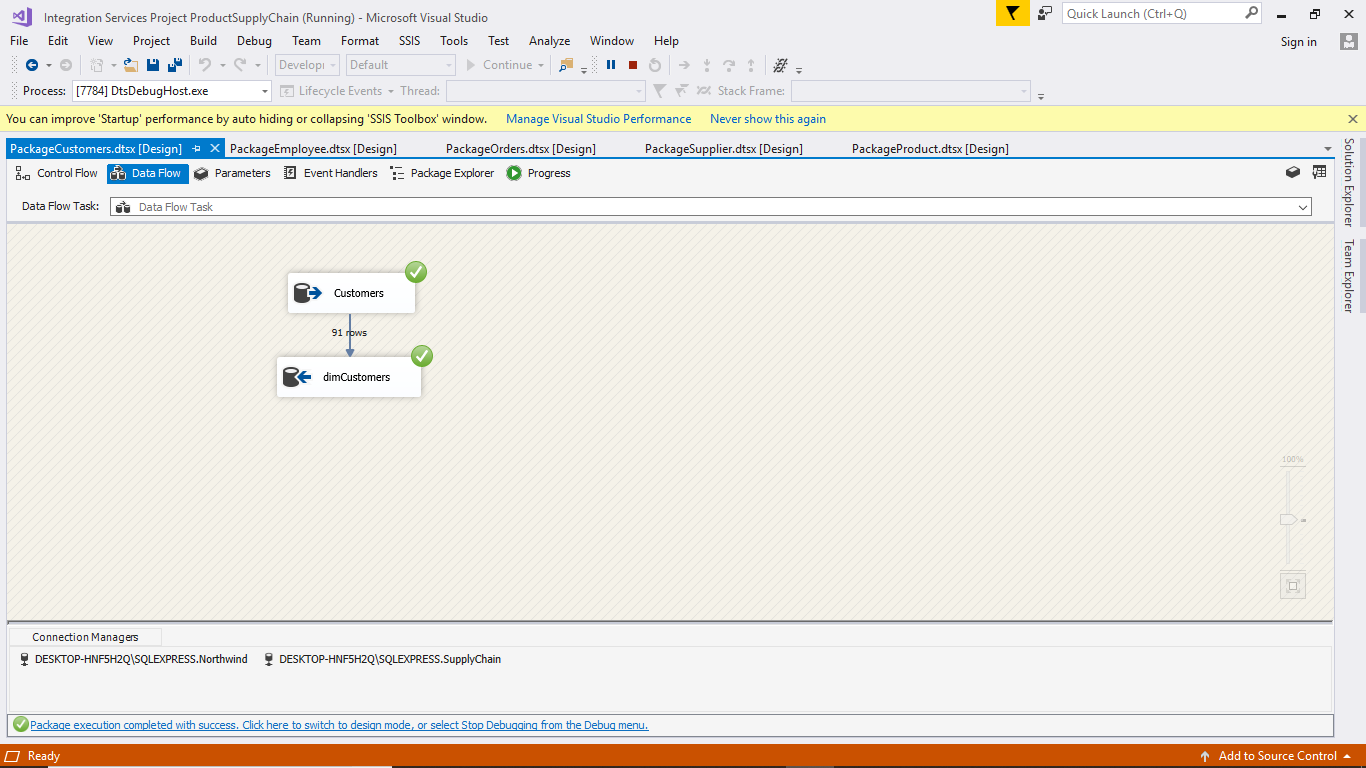 Integration Services Project ProductSupplyChain (Running) - Microsoft Visual Studio
Quick Launch (Ctrl+Q)
File Edit View Project Build Debug Team Format SSIS Tools Test Analyze Window Help
Sign in
Developı Default Continue
Process: [7784] DtsDebugHost.exe Lifecycle Events Thread: Stack Frame:
You can improve 'Startup' performance by auto hiding or collapsing 'SSIS Toolbox' window. Manage Visual Studio Performance Never show this again
PackageCustomers.dtsx [Design] PackageEmployee.dtsx [Design] PackageOrders.dtsx [Design] PackageSupplier.dtsx [Design] PackageProduct.dtsx [Design]
Control Flow Data Flow Parameters Event Handlers Package Explorer Progress
Data Flow Task: Data Flow Task
Solution Explorer
Team Explorer
Customers
91 rows
dimCustomers
100%
Connection Managers
DESKTOP-HNF5H2Q\SQLEXPRESS.Northwind DESKTOP-HNF5H2Q\SQLEXPRESS.SupplyChain
Package execution completed with success. Click here to switch to design mode, or select Stop Debugging from the Debug menu.
Ready
Add to Source Control